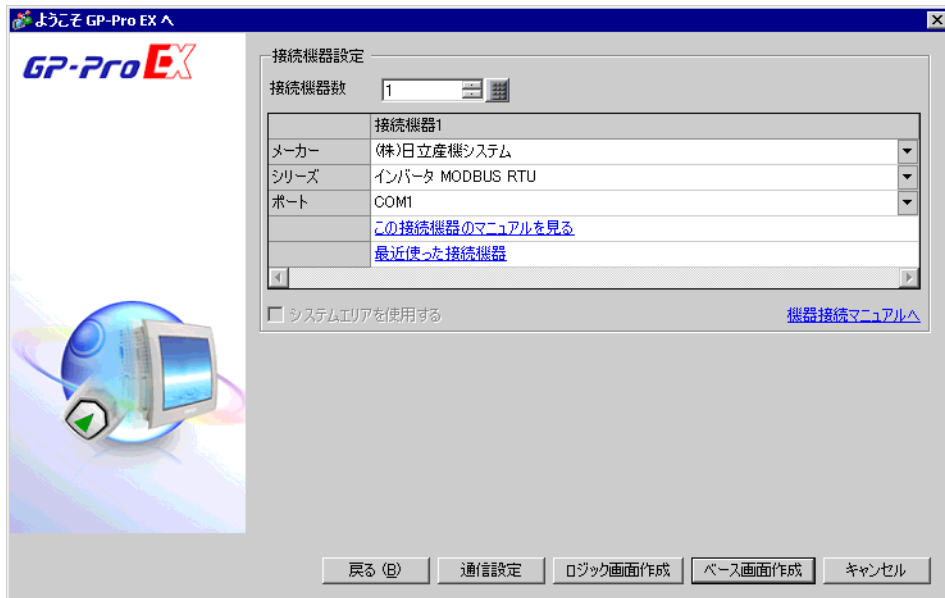 ようこそ GP-Pro EX へ
GP-Pro EX
接続機器設定
接続機器数 1
接続機器1
メーカー (株)日立産機システム
シリーズ インバータ MODBUS RTU
ポート COM1
この接続機器のマニュアルを見る
最近使った接続機器
システムエリアを使用する 機器接続マニュアルへ
戻る (B) 通信設定 ロジック画面作成 ベース画面作成 キャンセル